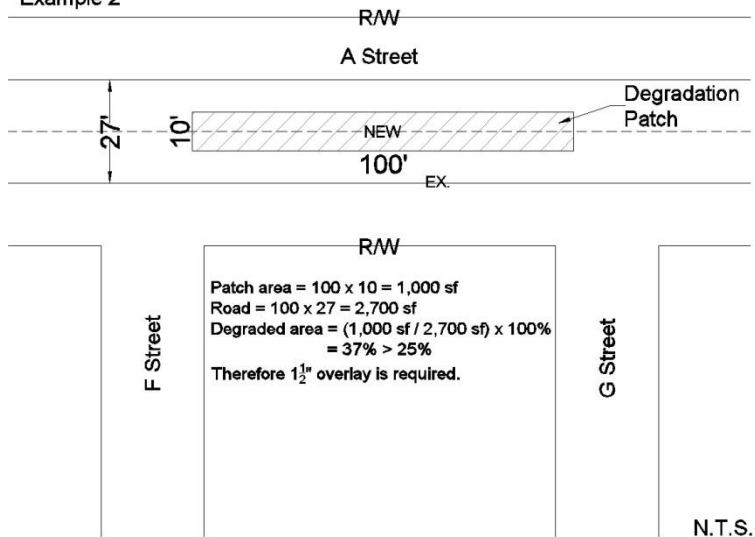 Example 2
R/W
A Street
Degradation
Patch
27'
10'
NEW
100'
EX.
R/W
Patch area = 100 x 10 = 1,000 sf
Road = 100 x 27 = 2,700 sf
Degraded area = (1,000 sf / 2,700 sf) x 100%
= 37% > 25%
Therefore 1 1/2" overlay is required.
F Street
G Street
N.T.S.